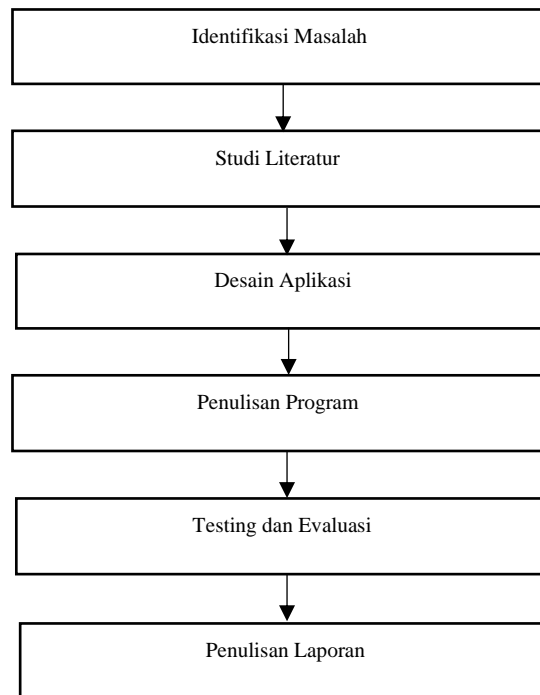 Identifikasi Masalah
Studi Literatur
Desain Aplikasi
Penulisan Program
Testing dan Evaluasi
Penulisan Laporan